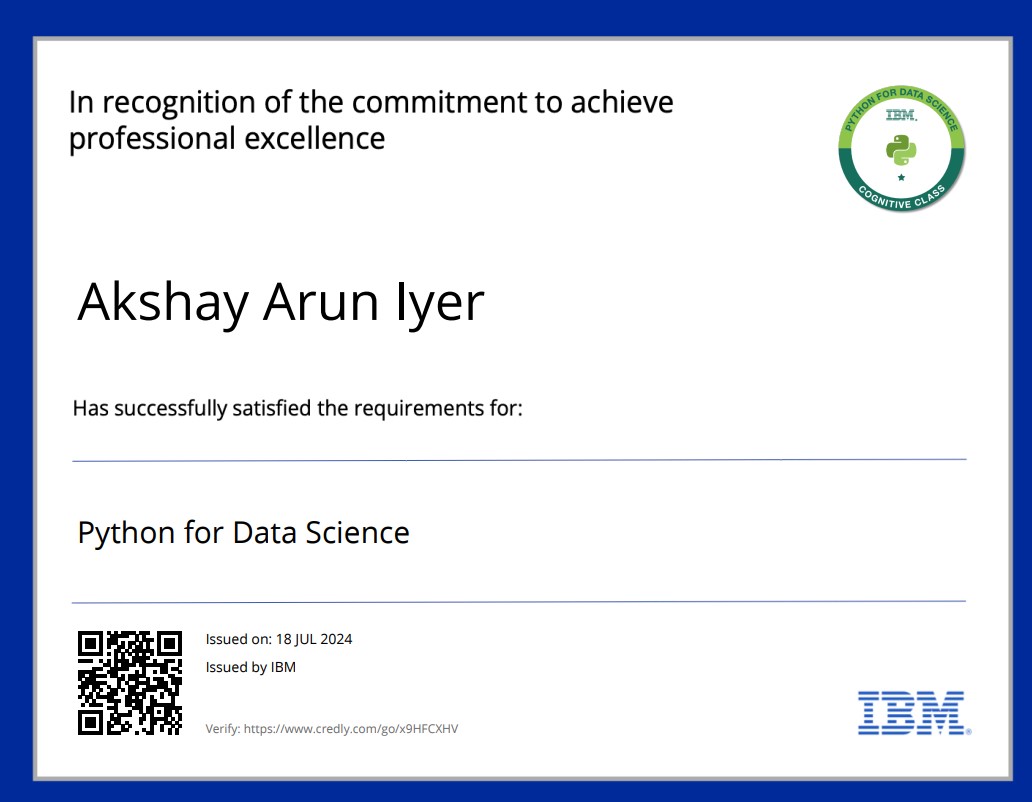 In recognition of the commitment to achieve
professional excellence
PYTHON FOR DATA SCIENCE
IBM.
COGNITIVE CLASS
Akshay Arun Iyer
Has successfully satisfied the requirements for:
Python for Data Science
Issued on: 18 JUL 2024
Issued by IBM
Verify: https://www.credly.com/go/x9HFCXHV
IBM®